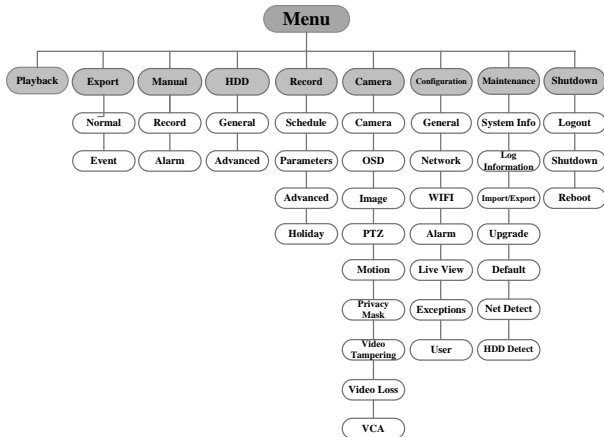 Menu
Playback
Export
Manual
HDD
Record
Camera
Configuration
Maintenance
Shutdown
Normal
Record
General
Schedule
Camera
General
System Info
Logout
Event
Alarm
Advanced
Parameters
OSD
Network
Log
Information
Shutdown
Advanced
Image
WIFI
Import/Export
Reboot
Holiday
PTZ
Alarm
Upgrade
Motion
Live View
Default
Privacy
Mask
Exceptions
Net Detect
Video
Tampering
User
HDD Detect
Video Loss
VCA